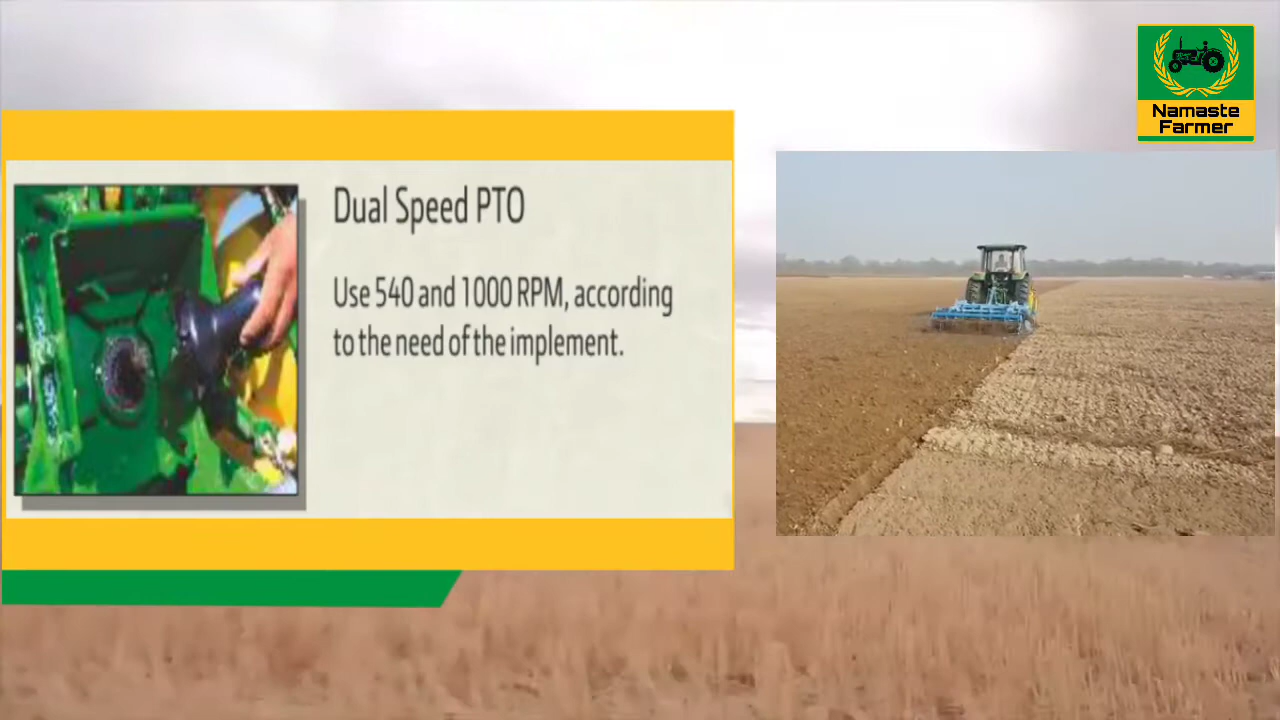 Namaste
Farmer
Dual Speed PTO
Use 540 and 1000 RPM, according
to the need of the implement.